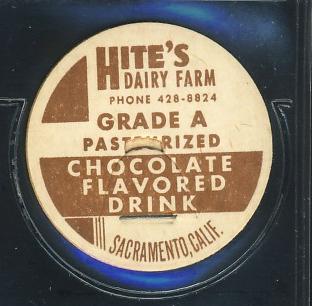 HITE'S
DAIRY FARM
PHONE 428-8824
GRADE A
PASTEURIZED
CHOCOLATE
FLAVORED
DRINK
SACRAMENTO, CALIF.